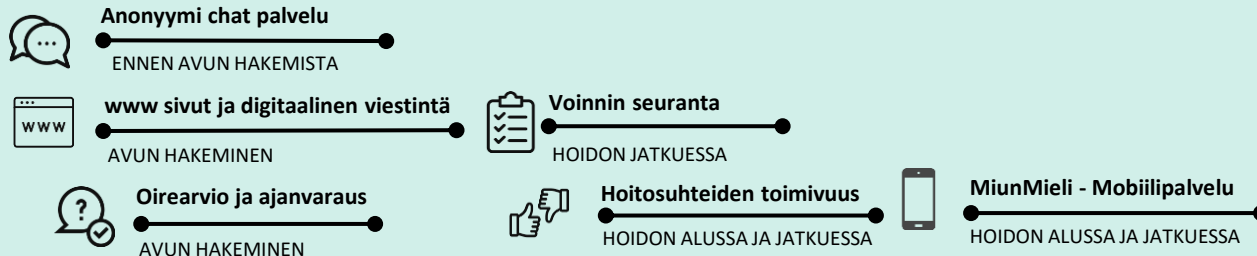 Anonyymi chat palvelu
ENNEN AVUN HAKEMISTA
www sivut ja digitaalinen viestintä
WWW
AVUN HAKEMINEN
Voinnin seuranta
HOIDON JATKUESSA
Oirearvio ja ajanvaraus
?
AVUN HAKEMINEN
Hoitosuhteiden toimivuus
HOIDON ALUSSA JA JATKUESSA
MiunMieli - Mobiilipalvelu
HOIDON ALUSSA JA JATKUESSA